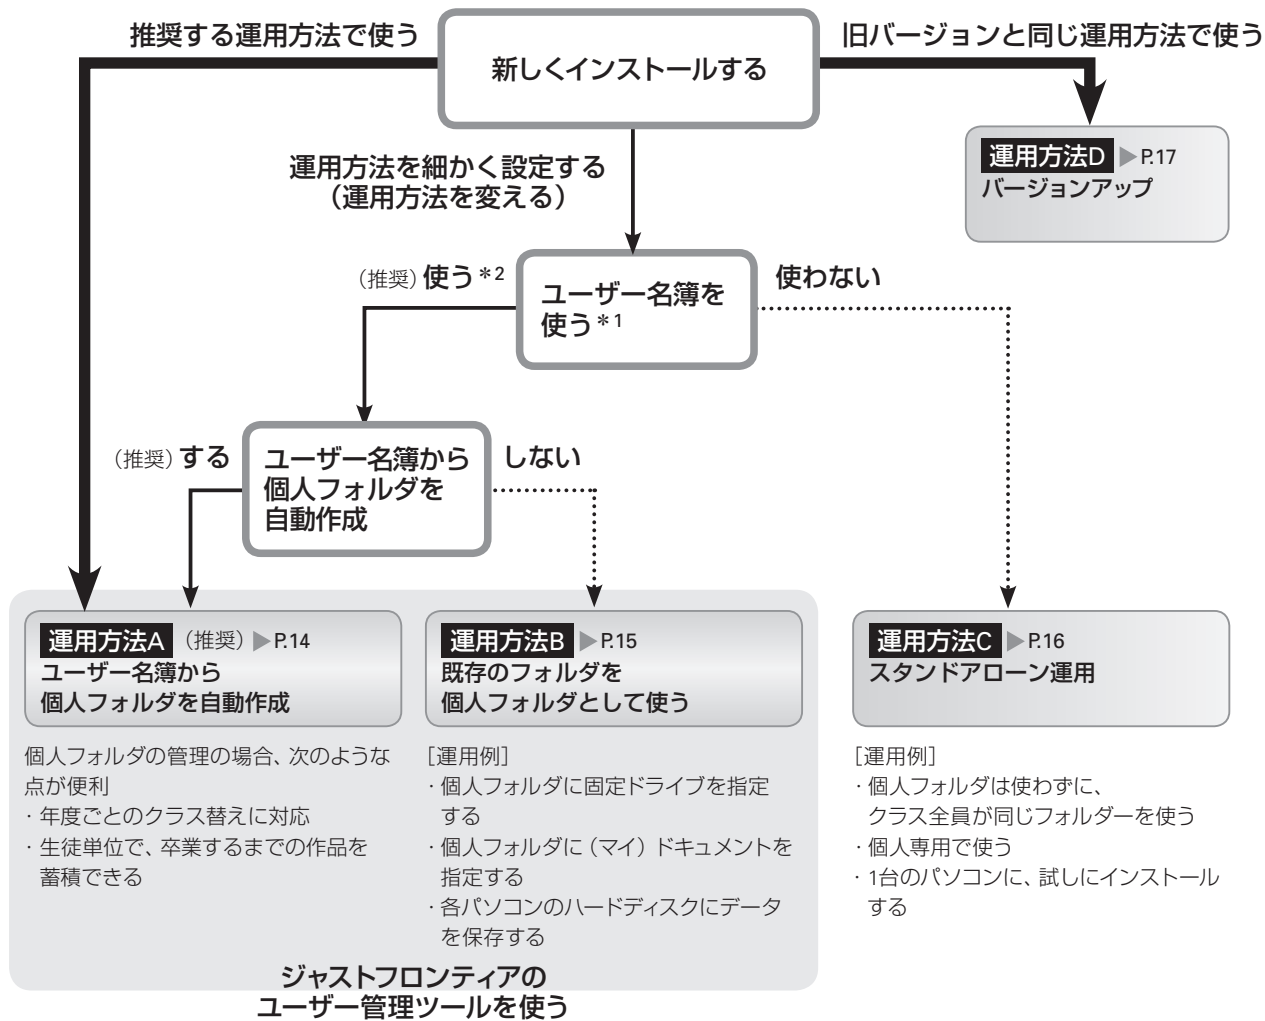 推奨する運用方法で使う
新しくインストールする
旧バージョンと同じ運用方法で使う
運用方法D ▶P.17
バージョンアップ
運用方法を細かく設定する
（運用方法を変える）
（推奨）使う*2
ユーザー名簿を
使う*1
使わない
（推奨）する
ユーザー名簿から
個人フォルダを
自動作成
しない
運用方法A （推奨）▶P.14
ユーザー名簿から
個人フォルダを自動作成
個人フォルダの管理の場合、次のような
点が便利
・年度ごとのクラス替えに対応
・生徒単位で、卒業するまでの作品を
蓄積できる
運用方法B ▶P.15
既存のフォルダを
個人フォルダとして使う
［運用例］
・個人フォルダに固定ドライブを指定
する
・個人フォルダに（マイ）ドキュメントを
指定する
・各パソコンのハードディスクにデータ
を保存する
運用方法C ▶P.16
スタンドアローン運用
［運用例］
・個人フォルダは使わずに、
クラス全員が同じフォルダーを使う
・個人専用で使う
・1台のパソコンに、試しにインストール
する
ジャストフロンティアの
ユーザー管理ツールを使う